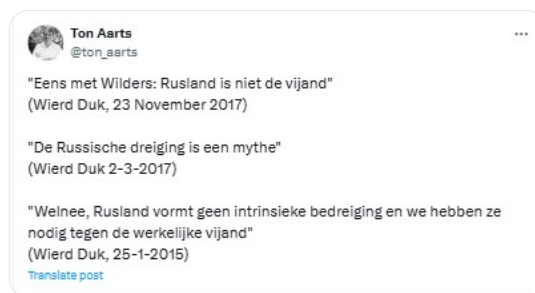 Ton Aarts
@ton_aarts
"Eens met Wilders: Rusland is niet de vijand"
(Wierd Duk, 23 November 2017)
"De Russische dreiging is een mythe"
(Wierd Duk 2-3-2017)
"Welnee, Rusland vormt geen intrinsieke bedreiging en we hebben ze
nodig tegen de werkelijke vijand"
(Wierd Duk, 25-1-2015)
Translate post